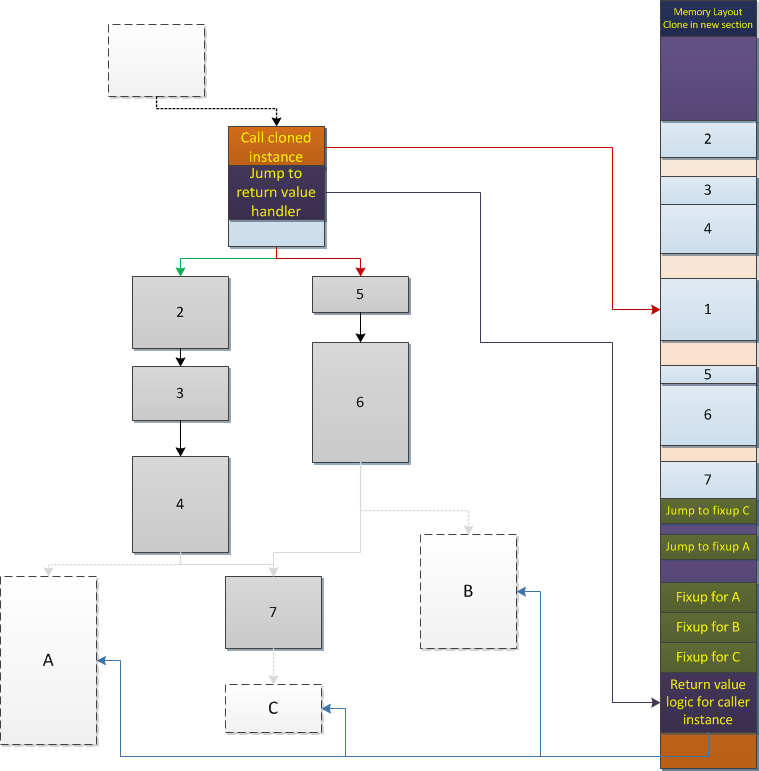 Memory Layout
Clone in new section
Call cloned
instance
Jump to
return value
handler
2
3
4
5
6
7
A
B
C
2
3
4
1
5
6
7
Jump to fixup C
Jump to fixup A
Fixup for A
Fixup for B
Fixup for C
Return value
logic for caller
instance